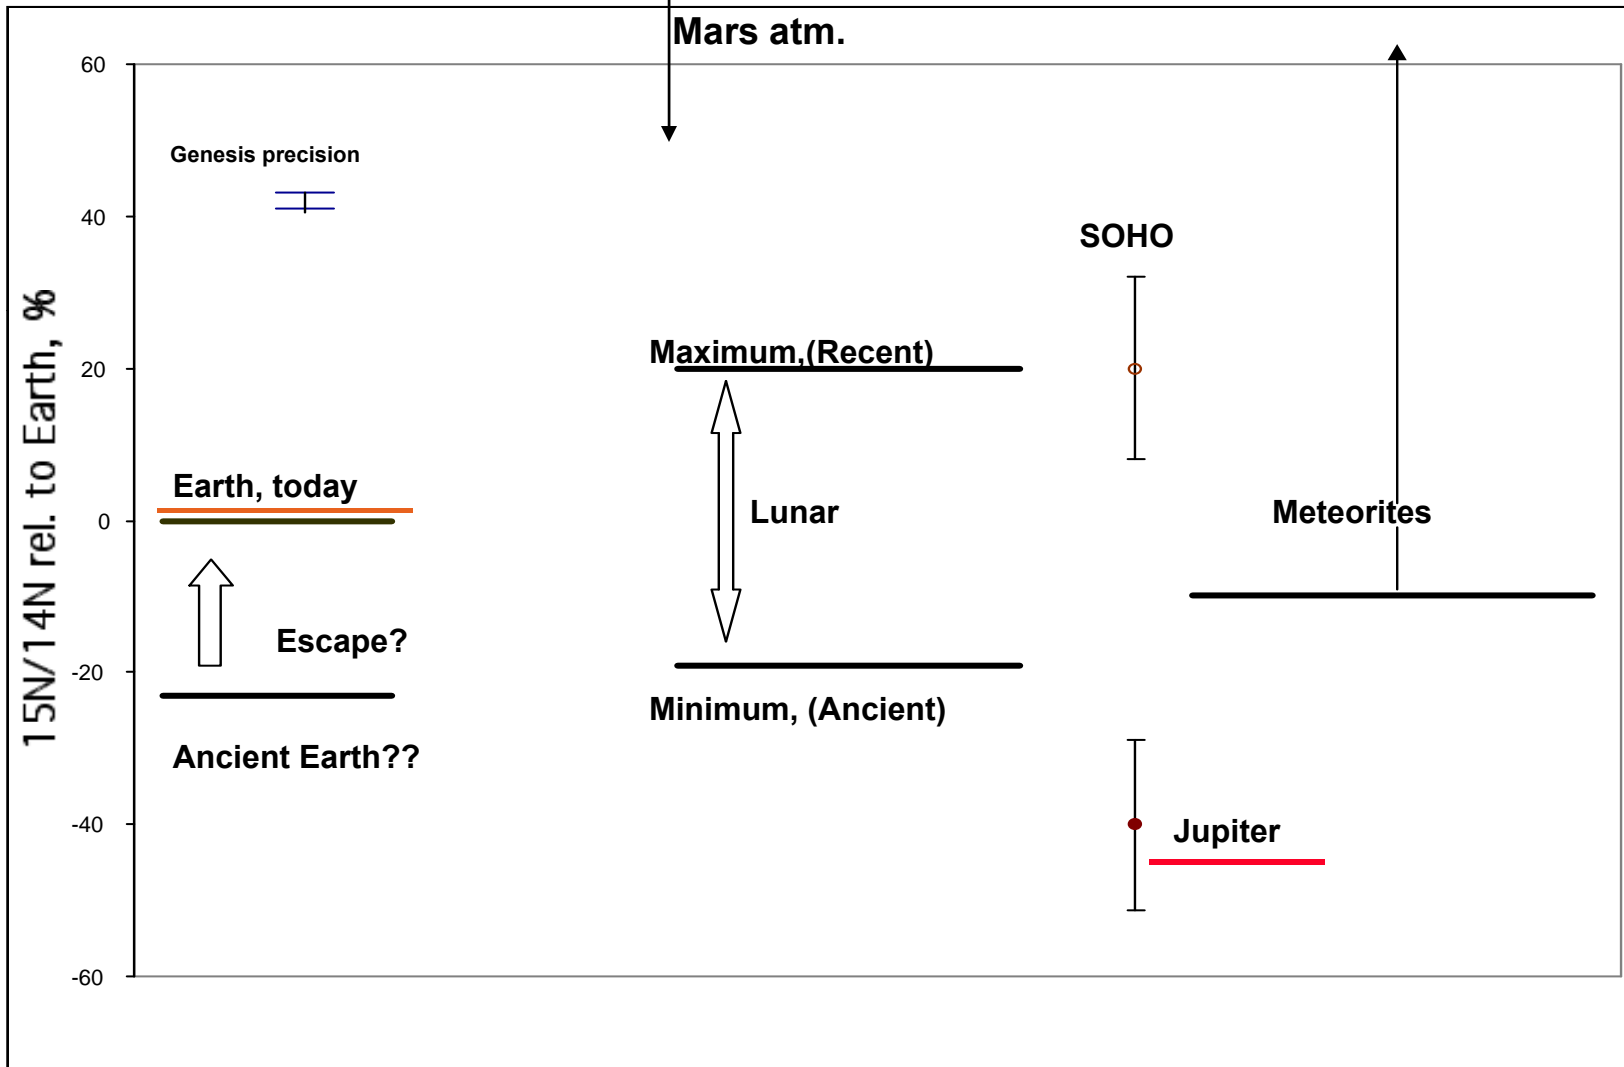 Mars atm.
60
Genesis precision
40
SOHO
15N/14N rel. to Earth, %
Maximum,(Recent)
20
Earth, today
Lunar
Meteorites
0
Escape?
-20
Minimum, (Ancient)
Ancient Earth??
-40
Jupiter
-60